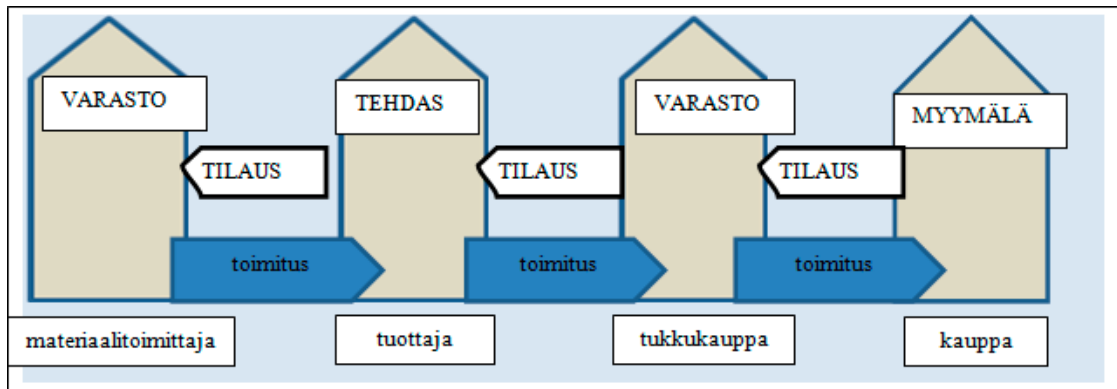 VARASTO
TEHDAS
VARASTO
MYYMÄLÄ
TILAUS
TILAUS
TILAUS
toimitus
toimitus
toimitus
materiaalitoimittaja
tuottaja
tukkukauppa
kauppa